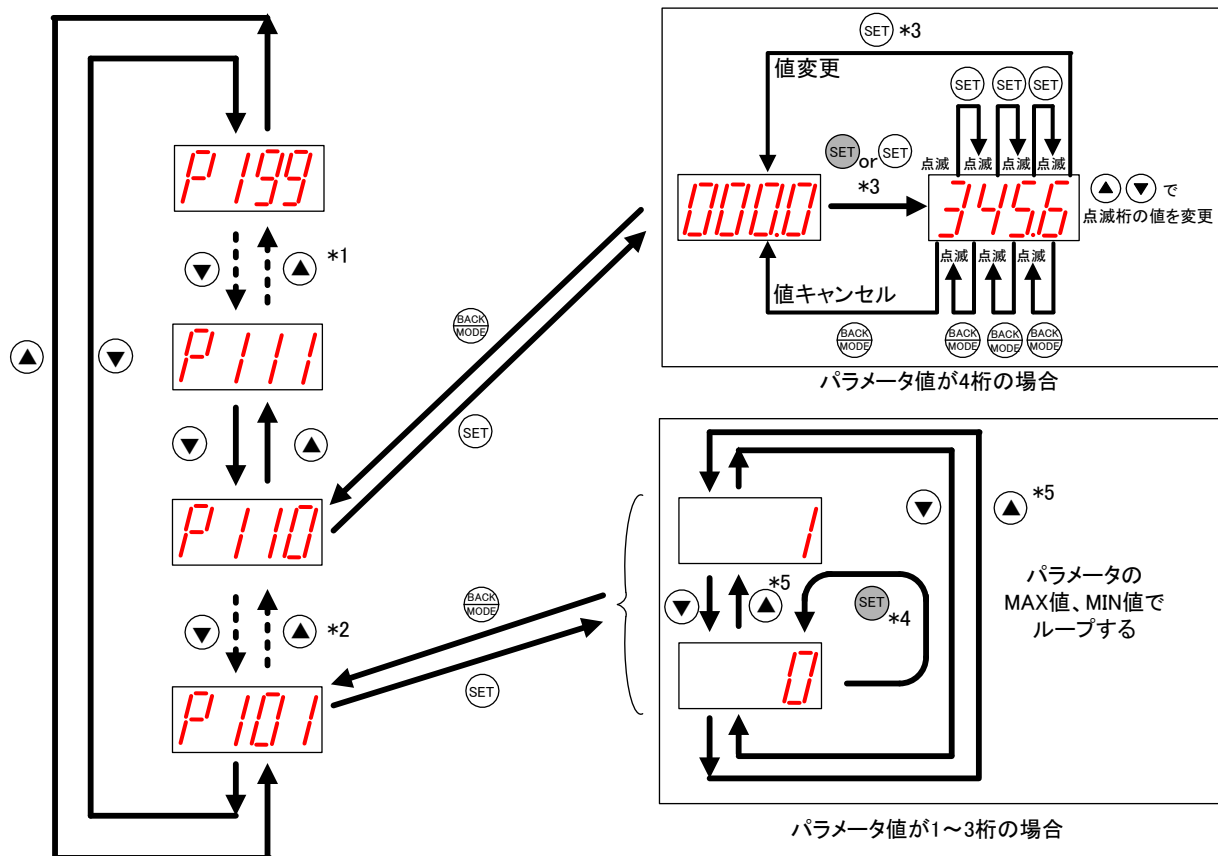 P199
▼
▲ *1
P111
▲
▼
▼
▲
P110
▼
▲ *2
P101
BACK
MODE
SET
BACK
MODE
SET
SET *3
値変更
SET SET SET
SET or SET
*3
点滅 点滅 点滅 点滅
000.0
345.6
▲ ▼ で
点滅桁の値を変更
点滅 点滅 点滅
値キャンセル
BACK
MODE
BACK
MODE
BACK
MODE
BACK
MODE
パラメータ値が4桁の場合
1
▼
▲ *5
▼
▲ *5
SET *4
0
パラメータの
MAX値、MIN値で
ループする
パラメータ値が1～3桁の場合